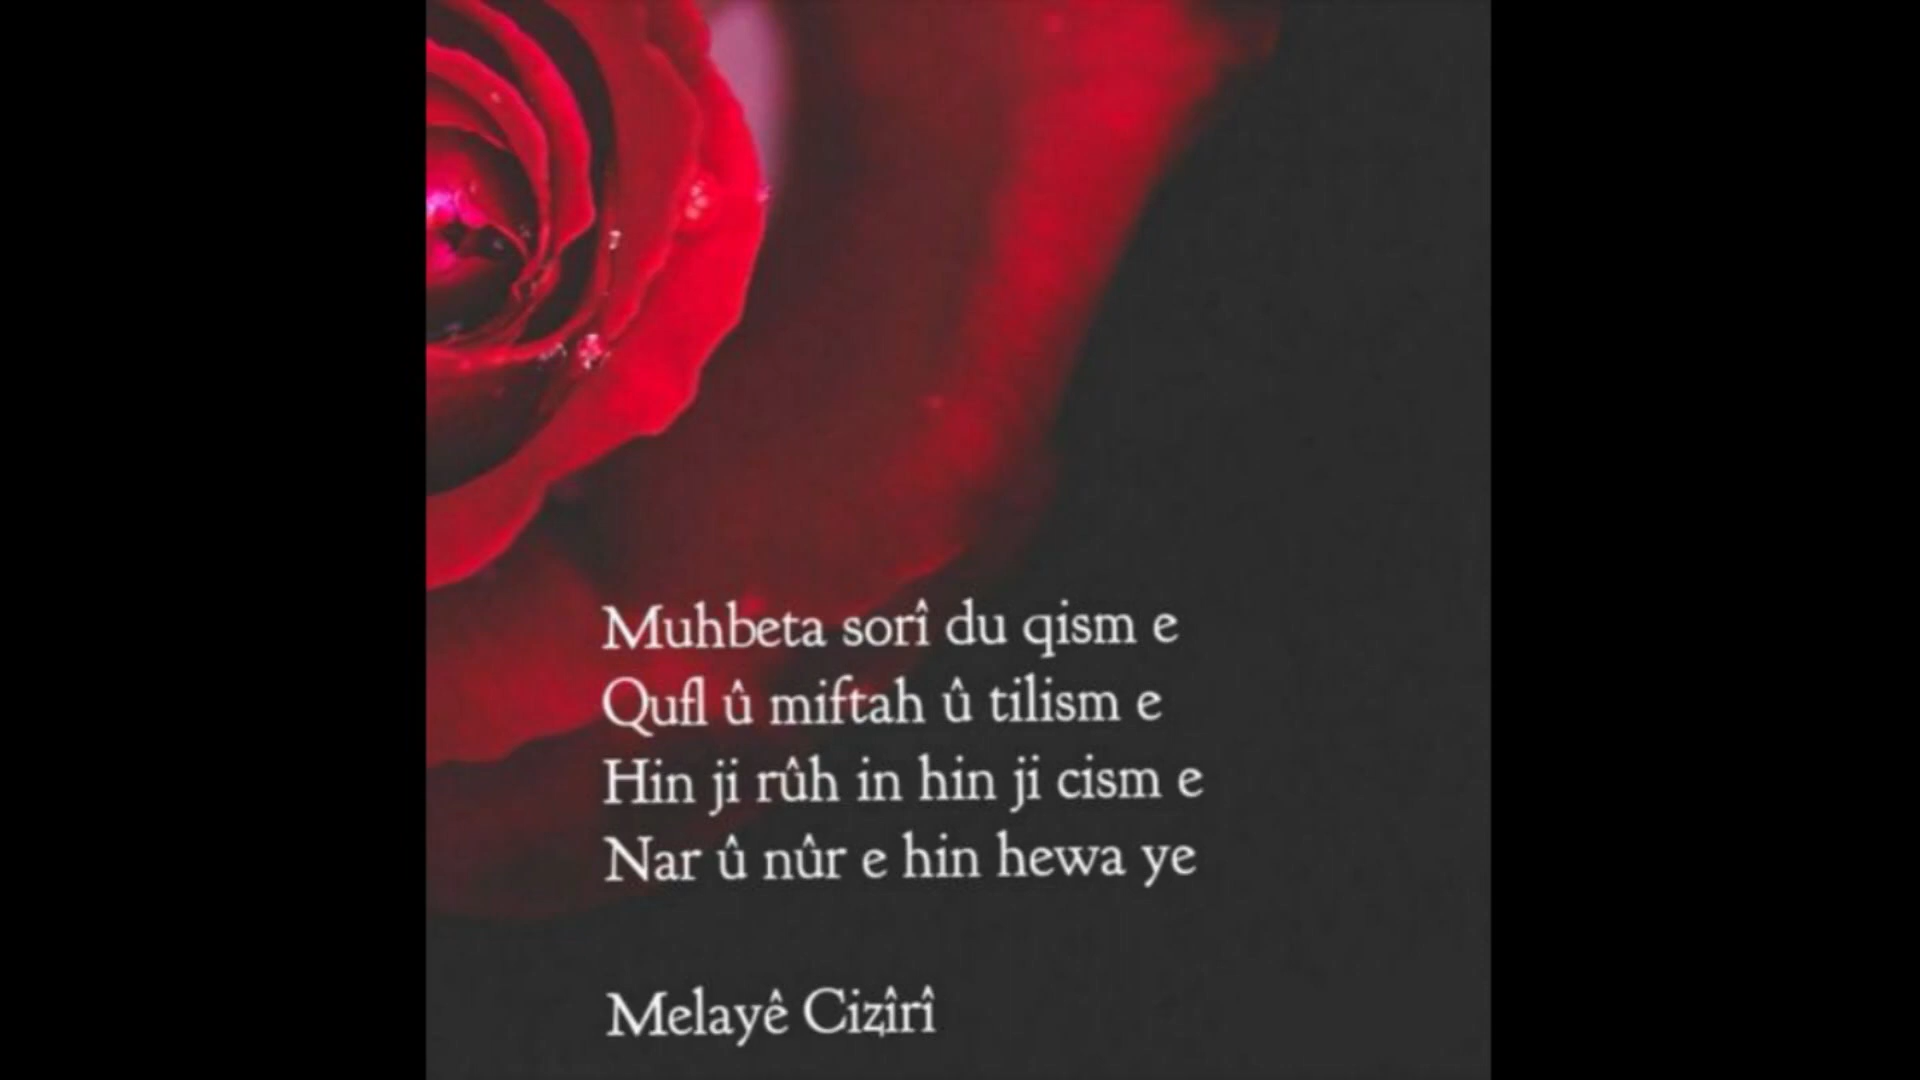 Muhbeta sorî du qism e
Qufl û miftah û tilism e
Hin ji rûh in hin ji cism e
Nar û nûr e hin hewa ye
Melayê Cizîrî